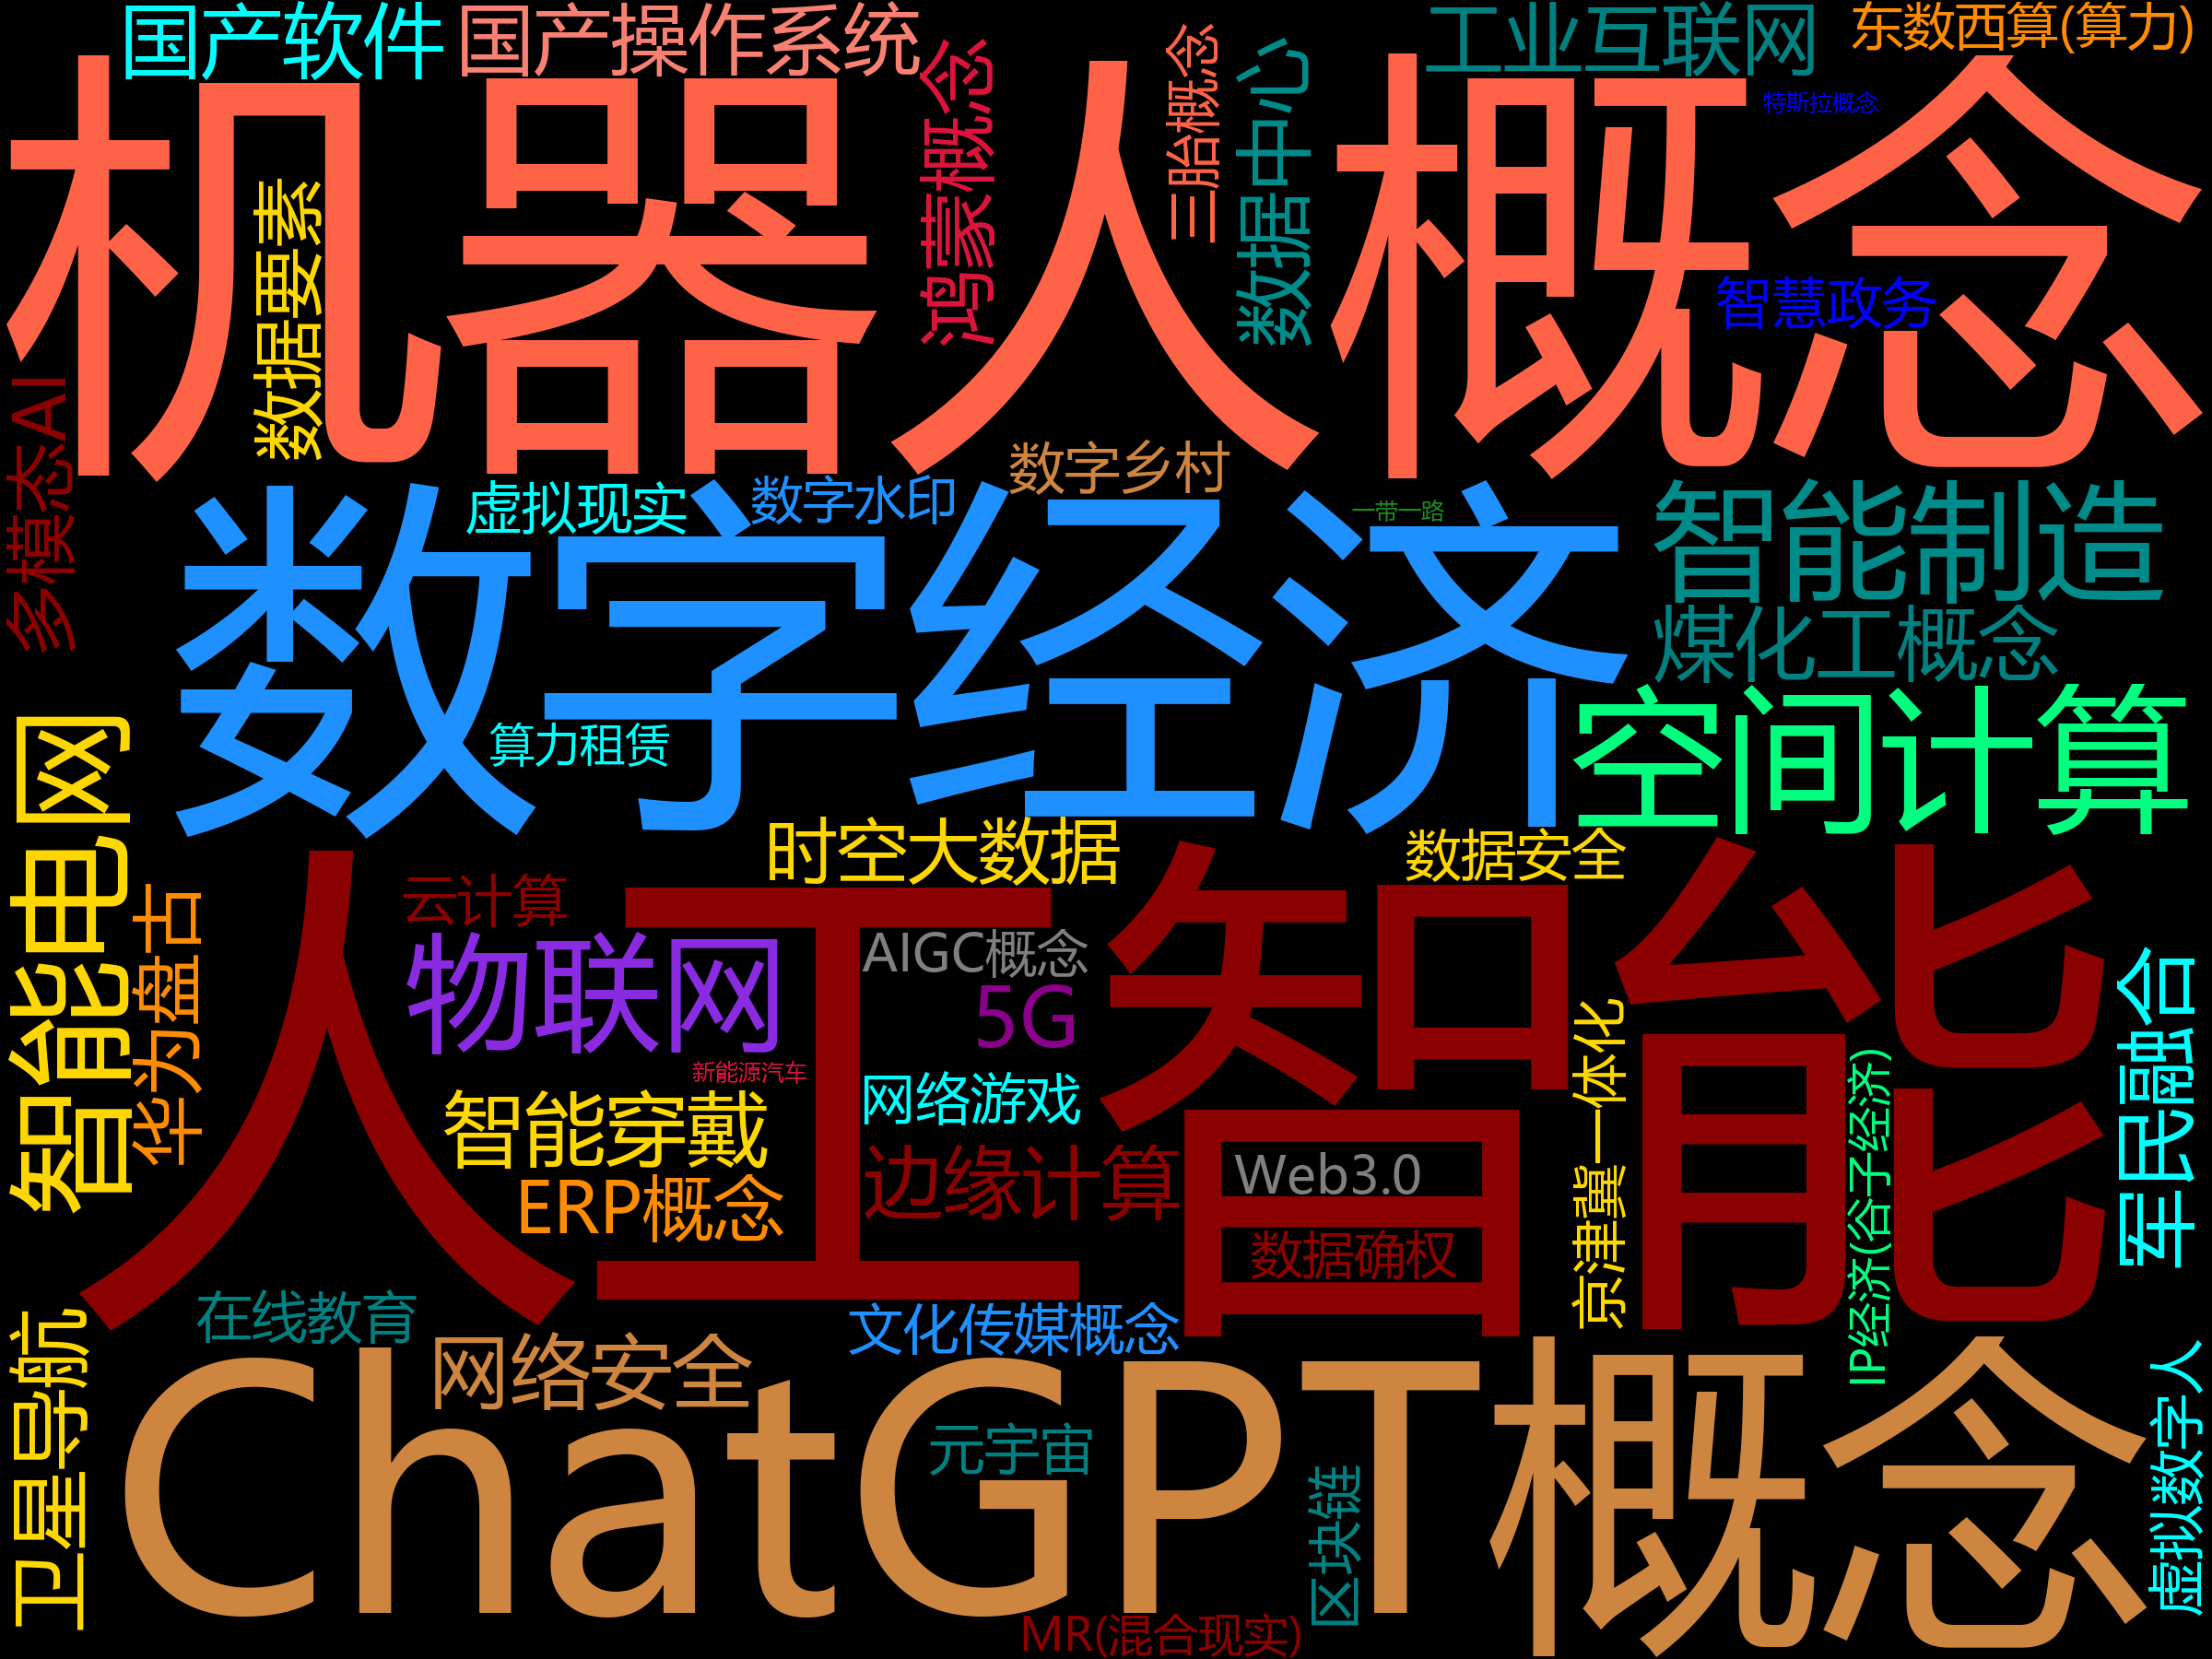 国产软件
国产操作系统
工业互联网
东数西算(算力)
机器人概念
鸿蒙概念
三胎概念
数据中心
特斯拉概念
数据要素
智慧政务
多模态AI
数字乡村
虚拟现实
数字水印
一带一路
智能制造
数字经济
煤化工概念
空间计算
算力租赁
智能电网
时空大数据
数据安全
华为盘古
云计算
人工智能
物联网
AIGC概念
5G
军民融合
新能源汽车
网络游戏
京津冀一体化
IP经济(谷子经济)
智能穿戴
边缘计算
Web3.0
ERP概念
数据确权
在线教育
文化传媒概念
卫星导航
网络安全
ChatGPT概念
元宇宙
区块链
虚拟数字人
MR(混合现实)